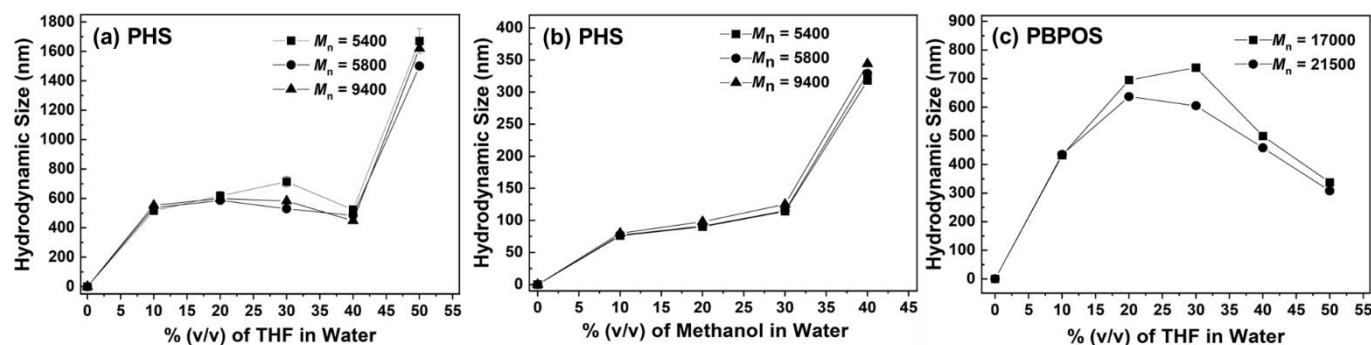 (a) PHS
Mn = 5400
Mn = 5800
Mn = 9400
Hydrodynamic Size (nm)
1800
1600
1400
1200
1000
800
600
400
200
0
0 5 10 15 20 25 30 35 40 45 50 55
% (v/v) of THF in Water
(b) PHS
Mn = 5400
Mn = 5800
Mn = 9400
Hydrodynamic Size (nm)
400
350
300
250
200
150
100
50
0
0 5 10 15 20 25 30 35 40 45
% (v/v) of Methanol in Water
(c) PBPOS
Mn = 17000
Mn = 21500
Hydrodynamic Size (nm)
900
800
700
600
500
400
300
200
100
0
0 5 10 15 20 25 30 35 40 45 50 55
% (v/v) of THF in Water